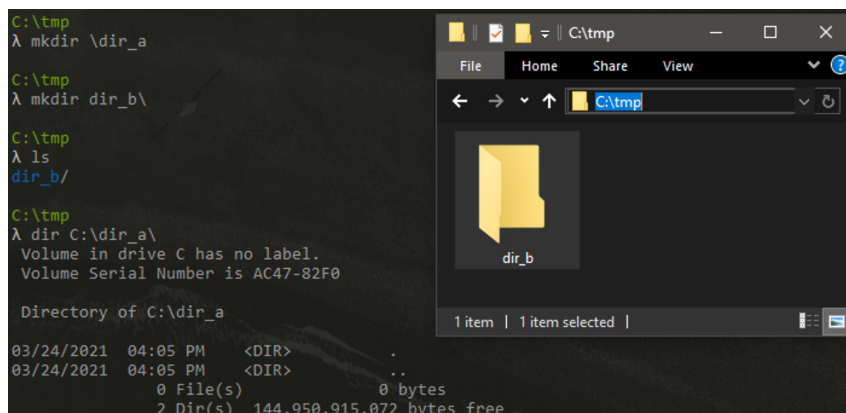 C:\tmp
λ mkdir \dir_a
C:\tmp
λ mkdir dir_b\
C:\tmp
λ ls
dir_b/
C:\tmp
λ dir C:\dir_a\
Volume in drive C has no label.
Volume Serial Number is AC47-82F0
Directory of C:\dir_a
03/24/2021 04:05 PM <DIR> .
03/24/2021 04:05 PM <DIR> ..
0 File(s) 0 bytes
2 Dir(s) 144,950,915,072 bytes free
C:\tmp
File Home Share View
C:\tmp
dir_b
1 item | 1 item selected |